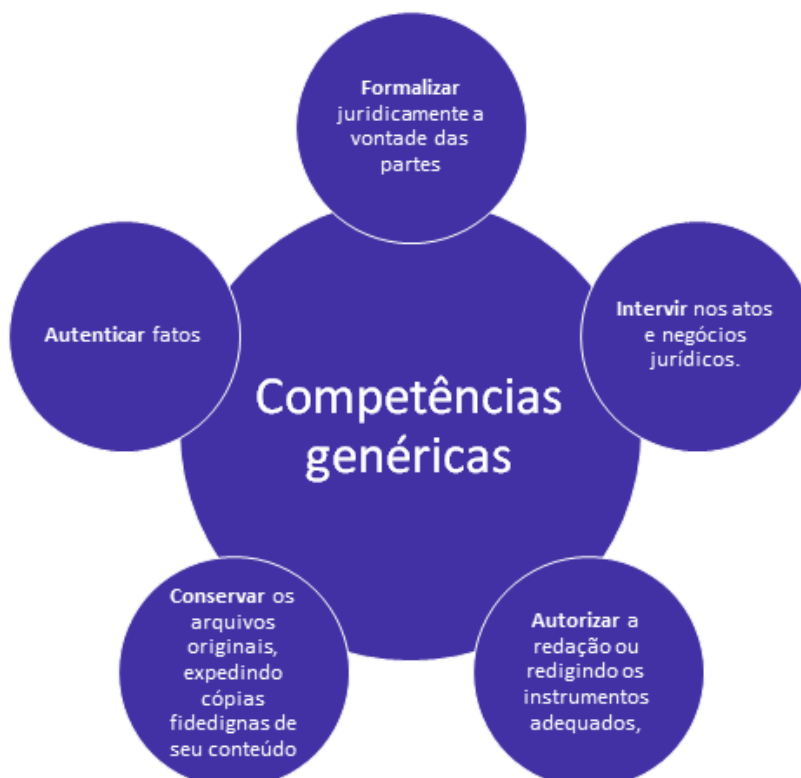 Formalizar
juridicamente a
vontade das
partes
Autenticar fatos
Intervir nos atos
e negócios
jurídicos.
Competências
genéricas
Conservar os
arquivos
originais,
expedindo
cópias
fidedignas de
seu conteúdo
Autorizar a
redação ou
redigindo os
instrumentos
adequados,